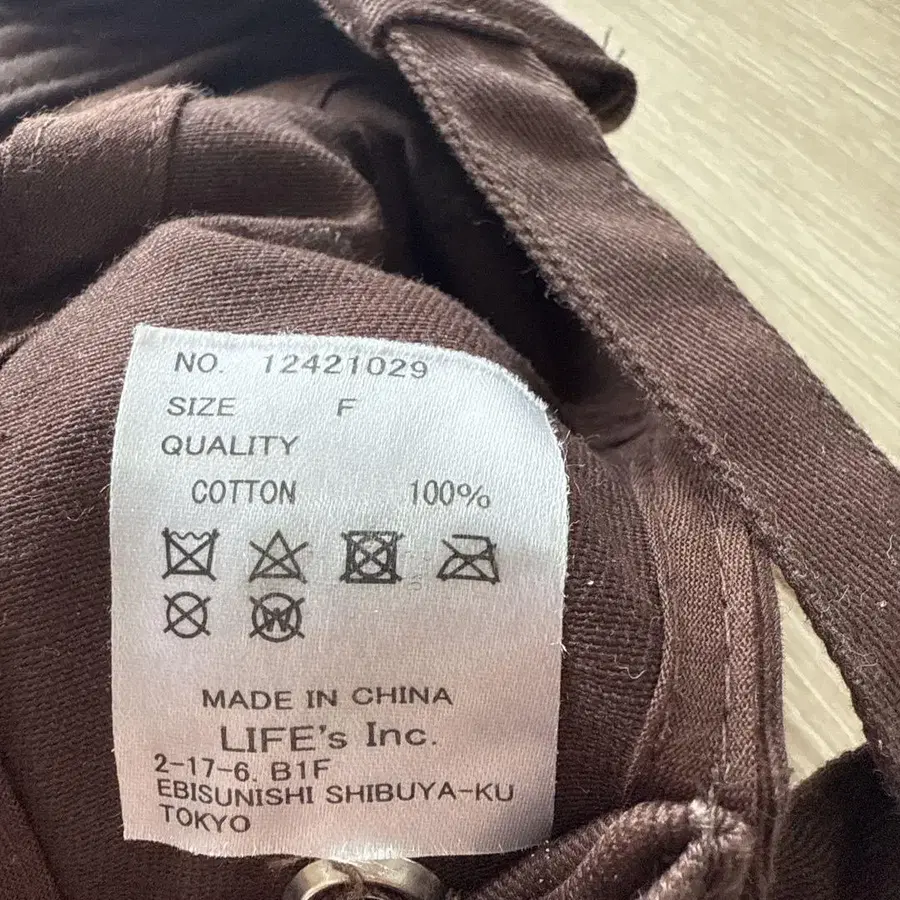 NO. 12421029
SIZE F
QUALITY
COTTON 100%
W
MADE IN CHINA
LIFE's Inc.
2-17-6. B1F
EBISUNISHI SHIBUYA-KU
TOKYO